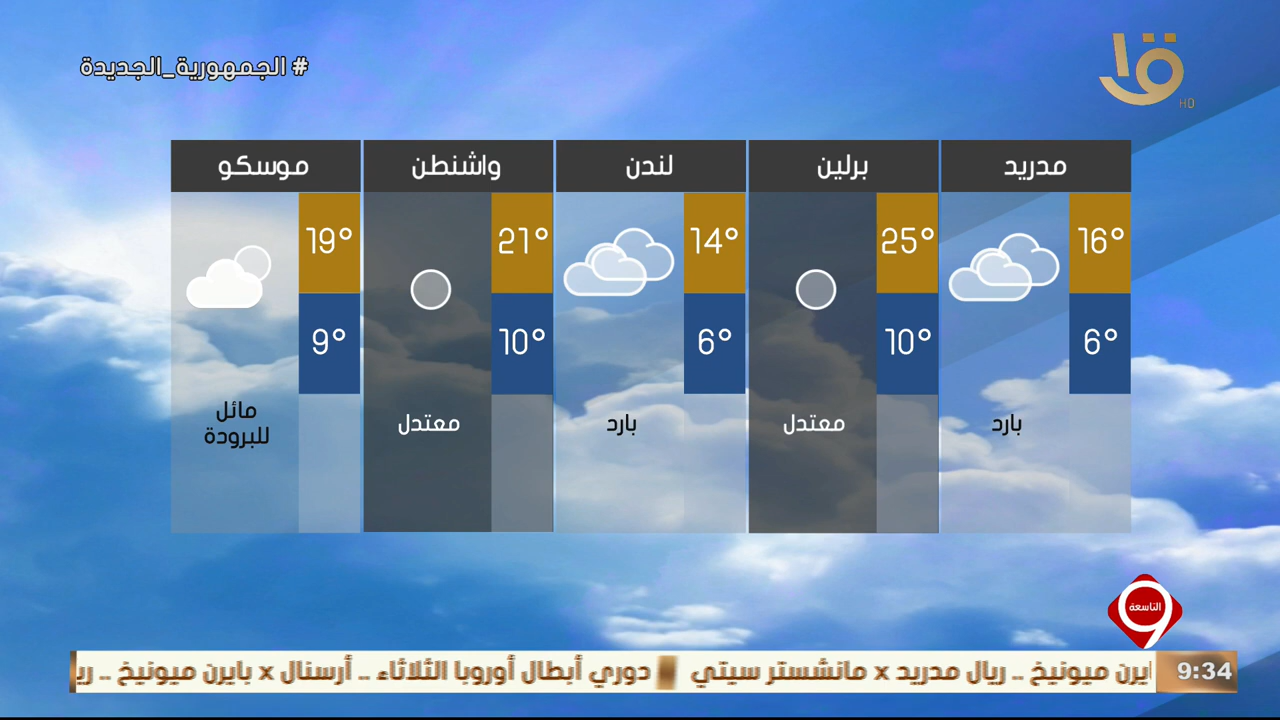 # الجمهورية_الجديدة
HD
مدريد
16°
6°
بارد
برلين
25°
10°
معتدل
لندن
14°
6°
بارد
واشنطن
21°
10°
معتدل
موسكو
19°
9°
مائل
للبرودة
التاسعة
9
9:34
ايرن ميونيخ .. ريال مدريد x مانشستر سيتي دوري أبطال أوروبا الثلاثاء .. أرسنال x بايرن ميونيخ .. ري